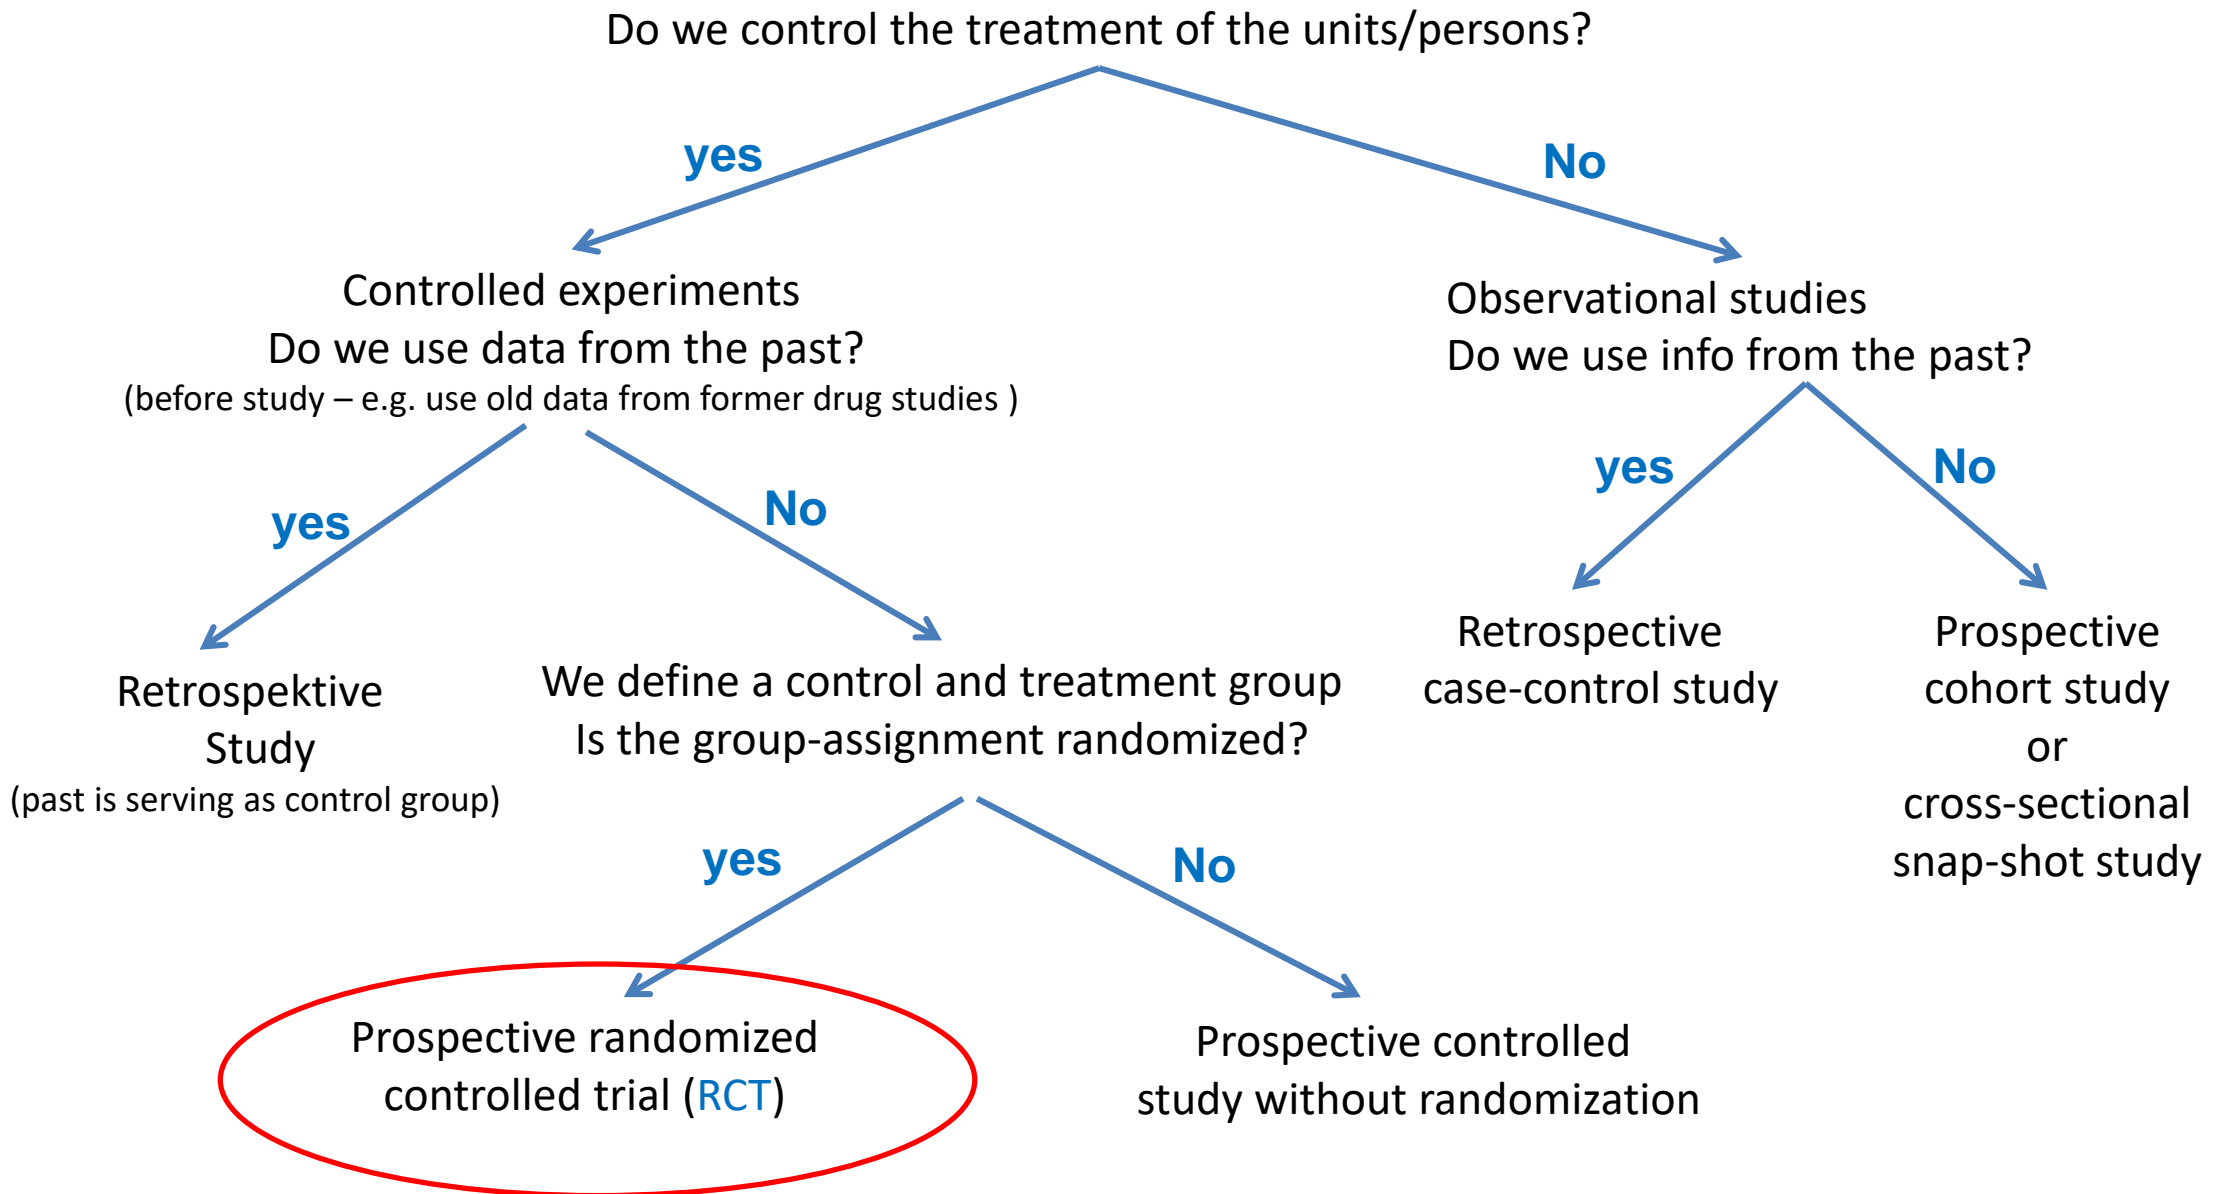 Do we control the treatment of the units/persons?
yes
No
Controlled experiments
Do we use data from the past?
(before study – e.g. use old data from former drug studies )
Observational studies
Do we use info from the past?
yes
No
yes
No
Retrospektive
Study
(past is serving as control group)
We define a control and treatment group
Is the group-assignment randomized?
Retrospective
case-control study
Prospective
cohort study
or
cross-sectional
snap-shot study
yes
No
Prospective randomized
controlled trial (RCT)
Prospective controlled
study without randomization